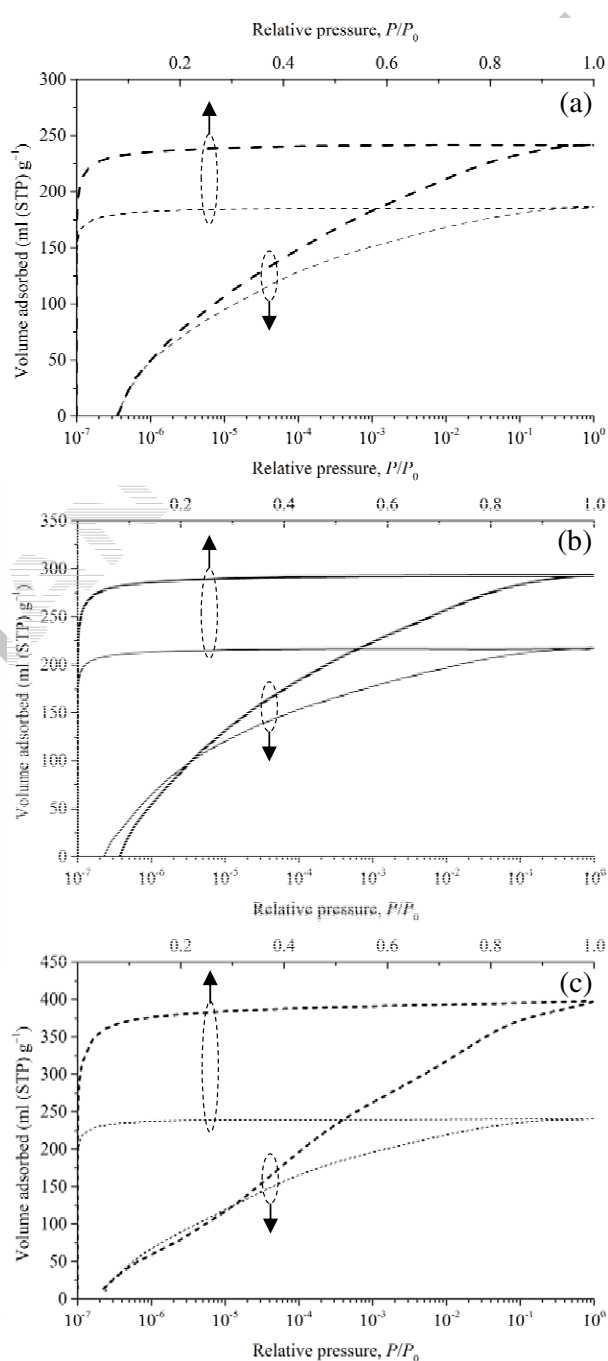 Relative pressure, P/P₀
0.2 0.4 0.6 0.8 1.0
(a)
300
250
200
150
100
50
0
Volume adsorbed (ml (STP) g⁻¹)
10⁻⁷ 10⁻⁶ 10⁻⁵ 10⁻⁴ 10⁻³ 10⁻² 10⁻¹ 10⁰
Relative pressure, P/P₀
0.2 0.4 0.6 0.8 1.0
(b)
350
300
250
200
150
100
50
0
Volume adsorbed (ml (STP) g⁻¹)
10⁻⁷ 10⁻⁶ 10⁻⁵ 10⁻⁴ 10⁻³ 10⁻² 10⁻¹ 10⁰
Relative pressure, P/P₀
0.2 0.4 0.6 0.8 1.0
(c)
450
400
350
300
250
200
150
100
50
0
Volume adsorbed (ml (STP) g⁻¹)
10⁻⁷ 10⁻⁶ 10⁻⁵ 10⁻⁴ 10⁻³ 10⁻² 10⁻¹ 10⁰
Relative pressure, P/P₀